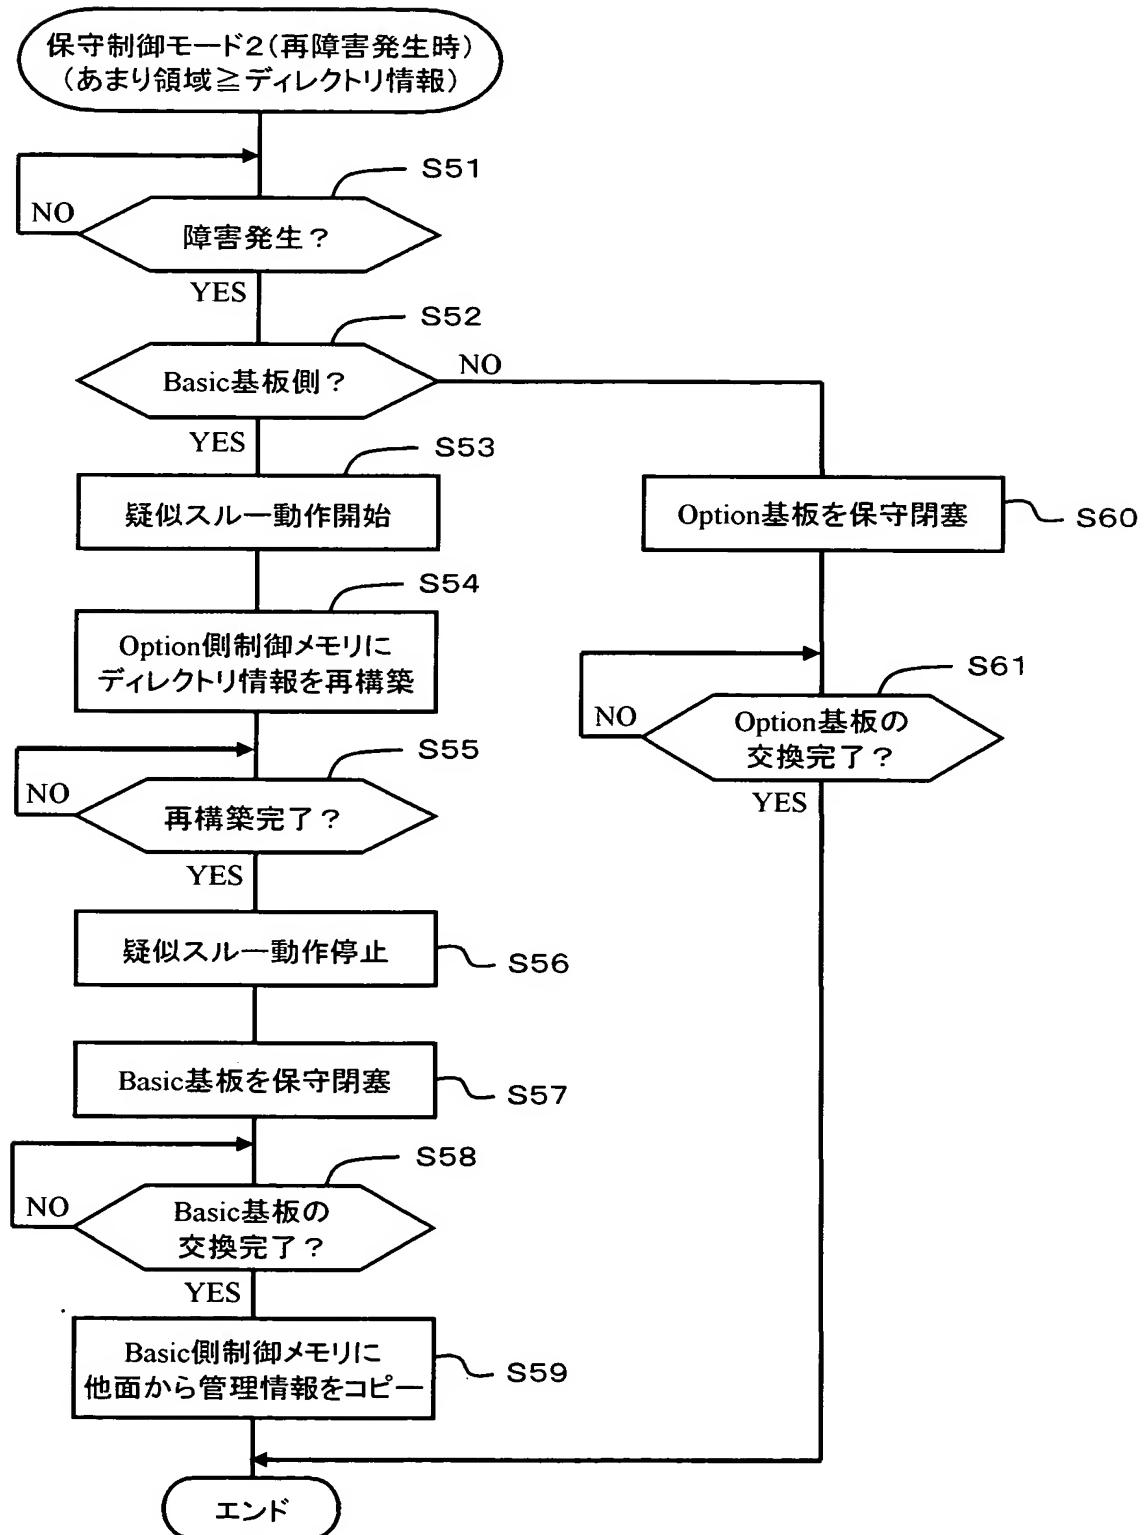 保守制御モード2(再障害発生時)
(あまり領域≧ディレクトリ情報)
S51
NO
障害発生?
YES
S52
Basic基板側?
NO
YES
S53
疑似スルー動作開始
Option基板を保守閉塞
S60
S54
Option側制御メモリに
ディレクトリ情報を再構築
S61
NO
Option基板の
交換完了?
YES
S55
NO
再構築完了?
YES
疑似スルー動作停止
S56
Basic基板を保守閉塞
S57
S58
NO
Basic基板の
交換完了?
YES
Basic側制御メモリに
他面から管理情報をコピー
S59
エンド